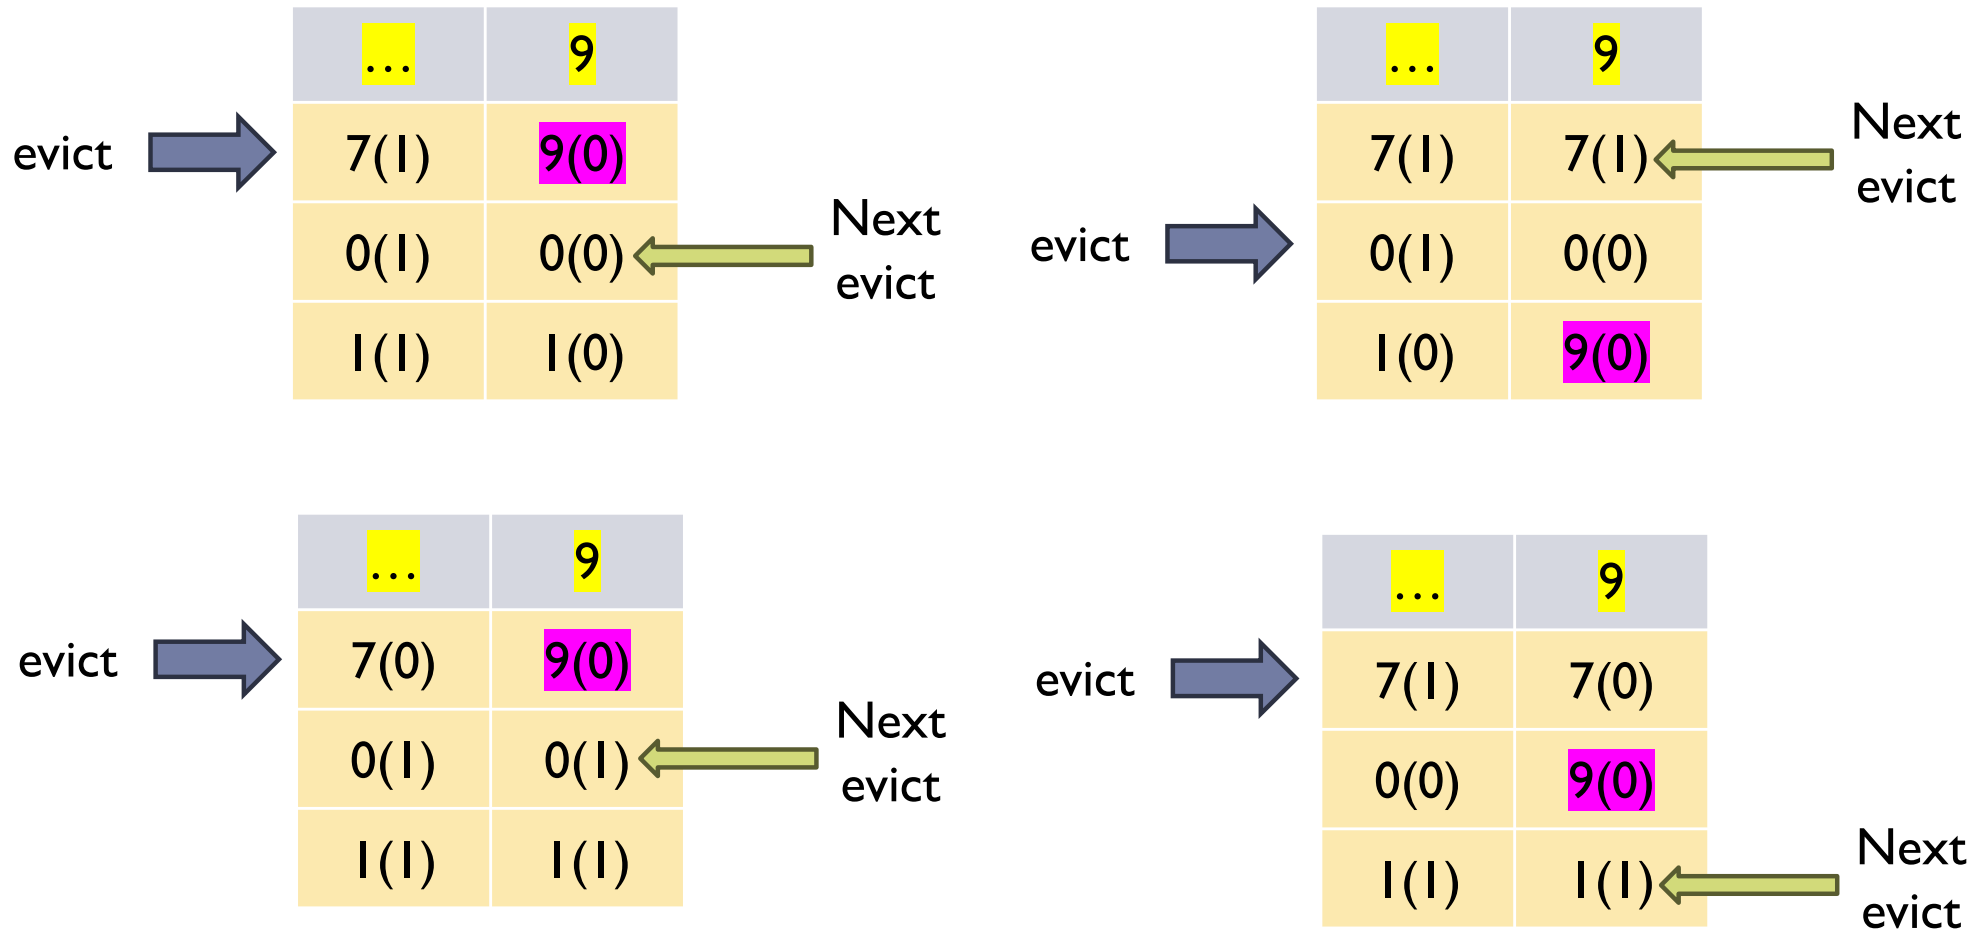 … 9
evict 7(1) 9(0)
0(1) 0(0) Next
evict
1(1) 1(0)
… 9
7(1) 7(1) Next
evict
evict 0(1) 0(0)
1(0) 9(0)
… 9
evict 7(0) 9(0)
0(1) 0(1) Next
evict
1(1) 1(1)
… 9
evict 7(1) 7(0)
0(0) 9(0)
1(1) 1(1) Next
evict